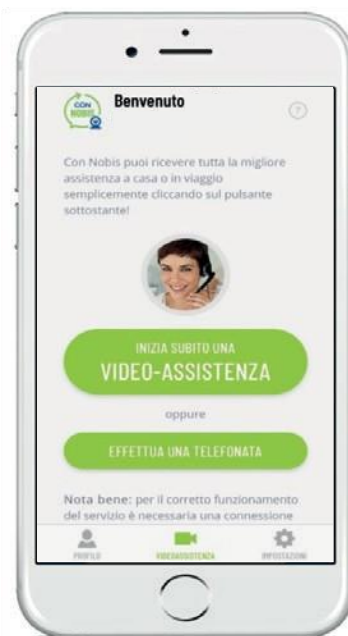 CON
NOBIS
Benvenuto
?
Con Nobis puoi ricevere tutta la migliore
assistenza a casa o in viaggio
semplicemente cliccando sul pulsante
sottostante!
INIZIA SUBITO UNA
VIDEO-ASSISTENZA
oppure
EFFETTUA UNA TELEFONATA
Nota bene: per il corretto funzionamento
del servizio è necessaria una connessione
PROFILO VIDEOASSISTENZA IMPOSTAZIONI